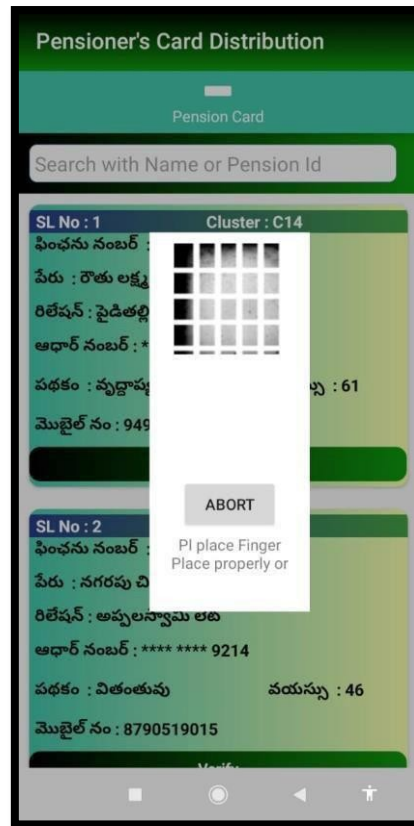 Pensioner's Card Distribution
Pension Card
Search with Name or Pension Id
SL No : 1 Cluster : C14
ఫింఛను నంబర్ :
పేరు : రౌతు లక్ష్మ
రిలేషన్ : పైడితల్లి
ఆధార్ నంబర్ : *
పథకం : వృద్దాప్య : 61
మొబైల్ నం : 949
ABORT
Pl place Finger
Place properly or
SL No : 2
ఫింఛను నంబర్ :
పేరు : నగరపు చి
రిలేషన్ : అప్పలస్వామి లేట్
ఆధార్ నంబర్ : **** **** 9214
పథకం : వితంతువు వయస్సు : 46
మొబైల్ నం : 8790519015
Verify